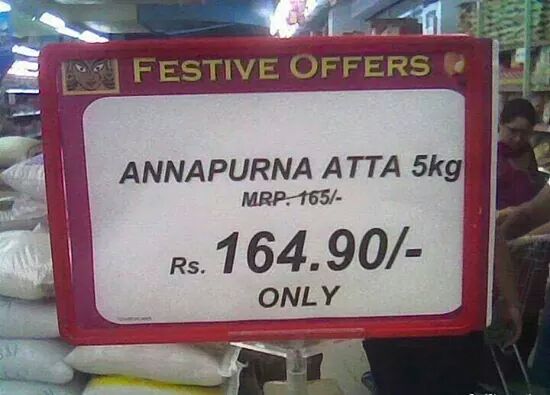 FESTIVE OFFERS
ANNAPURNA ATTA 5kg
MRP. 165/-
Rs. 164.90/-
ONLY